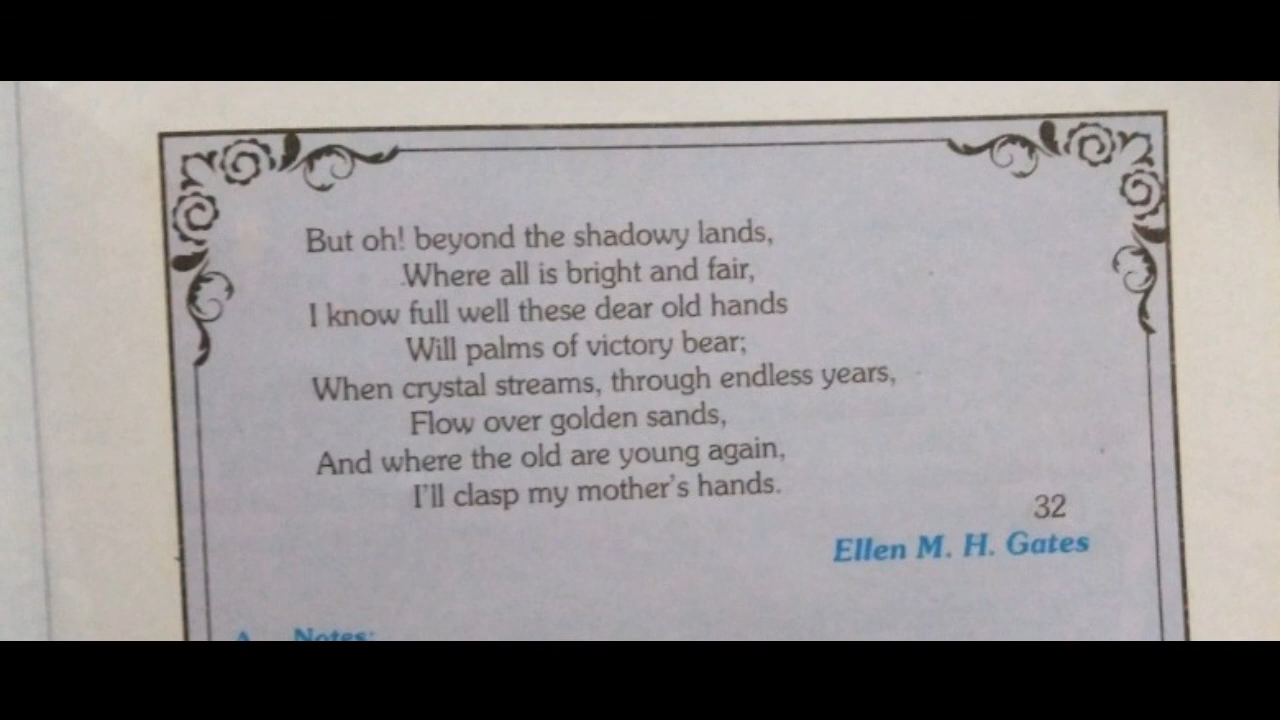 But oh! beyond the shadowy lands,
Where all is bright and fair,
I know full well these dear old hands
Will palms of victory bear;
When crystal streams, through endless years,
Flow over golden sands,
And where the old are young again,
I'll clasp my mother's hands.
32
Ellen M. H. Gates
A. Notes: